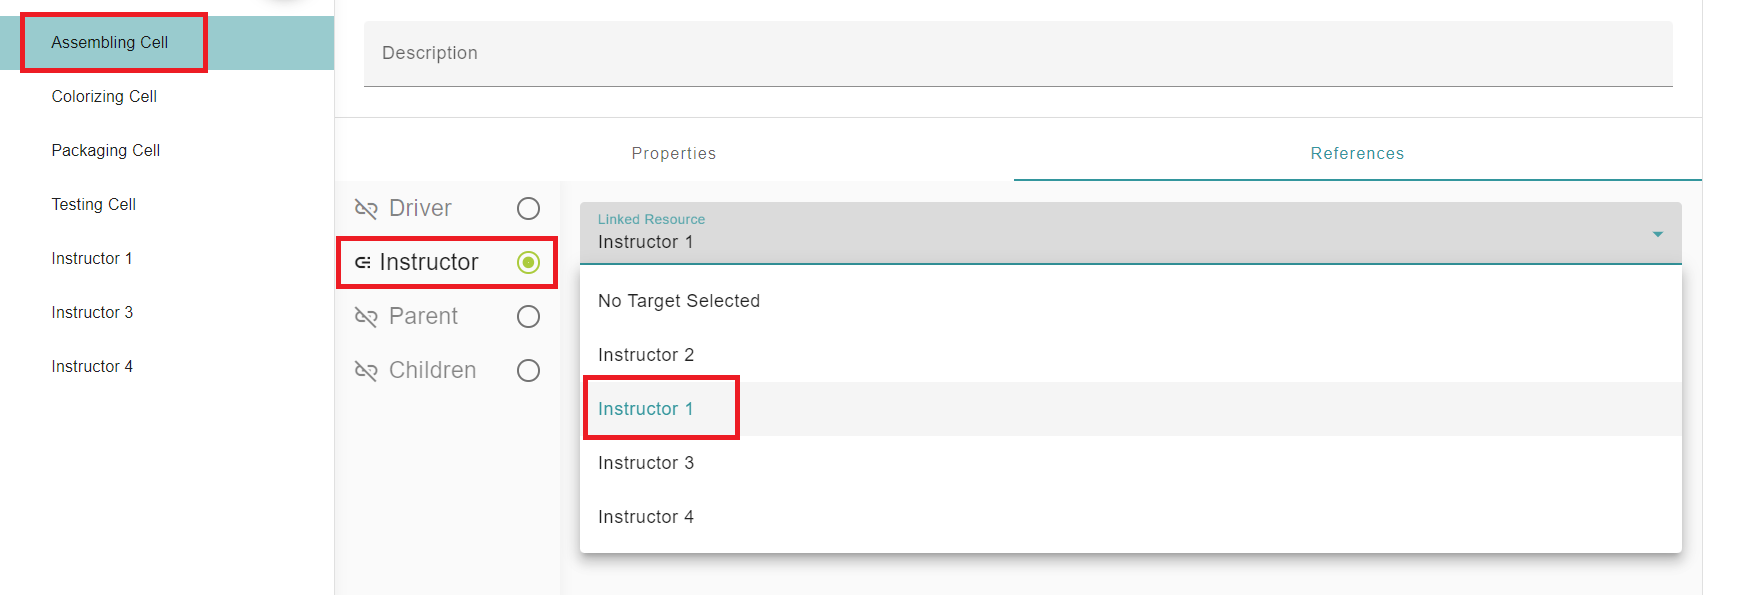 Assembling Cell
Colorizing Cell
Packaging Cell
Testing Cell
Instructor 1
Instructor 3
Instructor 4
Description
Properties
References
Driver
Instructor
Parent
Children
Linked Resource
Instructor 1
No Target Selected
Instructor 2
Instructor 1
Instructor 3
Instructor 4